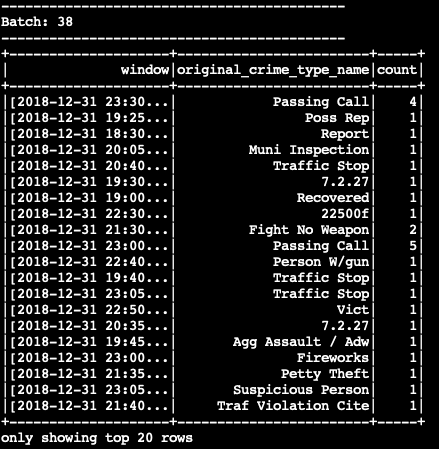 -------------------------------------------
Batch: 38
-------------------------------------------
+--------------------+------------------------+-----+
|              window|original_crime_type_name|count|
+--------------------+------------------------+-----+
|[2018-12-31 23:30...|            Passing Call|    4|
|[2018-12-31 19:25...|                Poss Rep|    1|
|[2018-12-31 18:30...|                  Report|    1|
|[2018-12-31 20:05...|         Muni Inspection|    1|
|[2018-12-31 20:40...|            Traffic Stop|    1|
|[2018-12-31 19:30...|                  7.2.27|    1|
|[2018-12-31 19:00...|               Recovered|    1|
|[2018-12-31 22:30...|                  22500f|    1|
|[2018-12-31 21:30...|         Fight No Weapon|    2|
|[2018-12-31 23:00...|            Passing Call|    5|
|[2018-12-31 22:40...|            Person W/gun|    1|
|[2018-12-31 19:40...|            Traffic Stop|    1|
|[2018-12-31 23:05...|            Traffic Stop|    1|
|[2018-12-31 22:50...|                    Vict|    1|
|[2018-12-31 20:35...|                  7.2.27|    1|
|[2018-12-31 19:45...|       Agg Assault / Adw|    1|
|[2018-12-31 23:00...|               Fireworks|    1|
|[2018-12-31 21:35...|             Petty Theft|    1|
|[2018-12-31 23:05...|       Suspicious Person|    1|
|[2018-12-31 21:40...|     Traf Violation Cite|    1|
+--------------------+------------------------+-----+
only showing top 20 rows